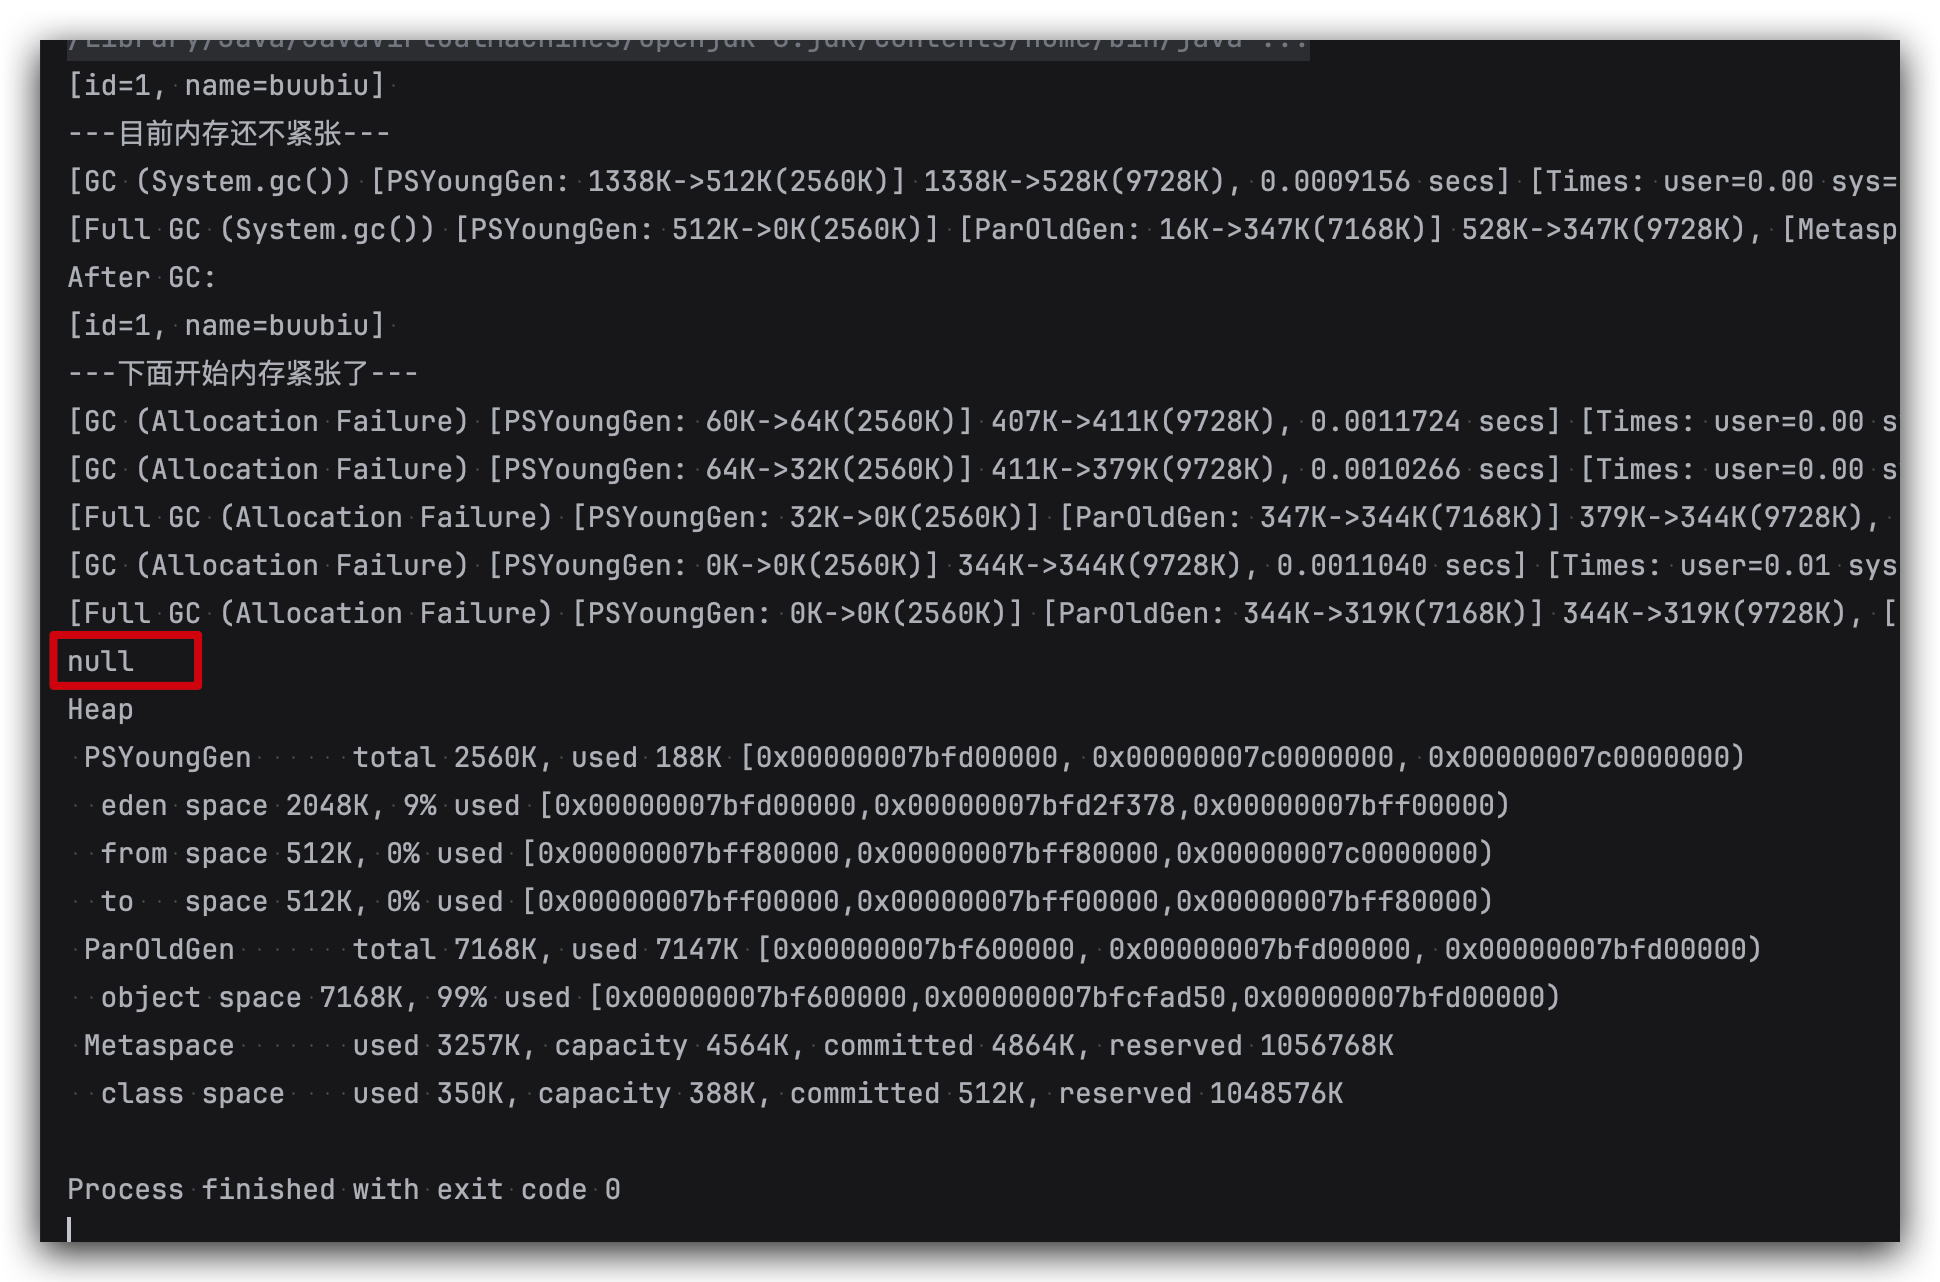 /Library/Java/JavaVirtualMachines/openjdk-8.jdk/Contents/Home/bin/java ...
[id=1, name=buubiu]
---目前内存还不紧张---
[GC (System.gc()) [PSYoungGen: 1338K->512K(2560K)] 1338K->528K(9728K), 0.0009156 secs] [Times: user=0.00 sys=
[Full GC (System.gc()) [PSYoungGen: 512K->0K(2560K)] [ParOldGen: 16K->347K(7168K)] 528K->347K(9728K), [Metasp
After GC:
[id=1, name=buubiu]
---下面开始内存紧张了---
[GC (Allocation Failure) [PSYoungGen: 60K->64K(2560K)] 407K->411K(9728K), 0.0011724 secs] [Times: user=0.00 s
[GC (Allocation Failure) [PSYoungGen: 64K->32K(2560K)] 411K->379K(9728K), 0.0010266 secs] [Times: user=0.00 s
[Full GC (Allocation Failure) [PSYoungGen: 32K->0K(2560K)] [ParOldGen: 347K->344K(7168K)] 379K->344K(9728K),
[GC (Allocation Failure) [PSYoungGen: 0K->0K(2560K)] 344K->344K(9728K), 0.0011040 secs] [Times: user=0.01 sys
[Full GC (Allocation Failure) [PSYoungGen: 0K->0K(2560K)] [ParOldGen: 344K->319K(7168K)] 344K->319K(9728K), [
null
Heap
PSYoungGen total 2560K, used 188K [0x00000007bfd00000, 0x00000007c0000000, 0x00000007c0000000)
eden space 2048K, 9% used [0x00000007bfd00000,0x00000007bfd2f378,0x00000007bff00000)
from space 512K, 0% used [0x00000007bff80000,0x00000007bff80000,0x00000007c0000000)
to space 512K, 0% used [0x00000007bff00000,0x00000007bff00000,0x00000007bff80000)
ParOldGen total 7168K, used 7147K [0x00000007bf600000, 0x00000007bfd00000, 0x00000007bfd00000)
object space 7168K, 99% used [0x00000007bf600000,0x00000007bfcfad50,0x00000007bfd00000)
Metaspace used 3257K, capacity 4564K, committed 4864K, reserved 1056768K
class space used 350K, capacity 388K, committed 512K, reserved 1048576K
Process finished with exit code 0